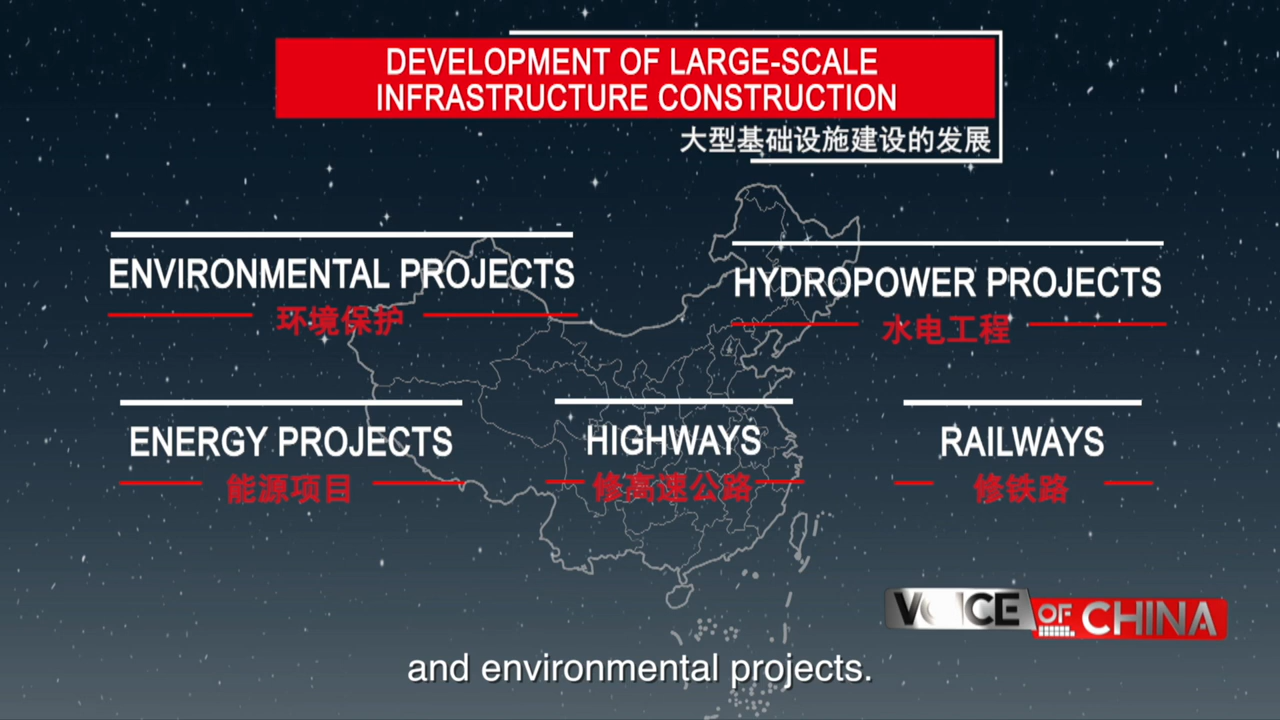 DEVELOPMENT OF LARGE-SCALE
INFRASTRUCTURE CONSTRUCTION
大型基础设施建设的发展
ENVIRONMENTAL PROJECTS
环境保护
HYDROPOWER PROJECTS
水电工程
ENERGY PROJECTS
能源项目
HIGHWAYS
修高速公路
RAILWAYS
修铁路
VOICE OF CHINA
and environmental projects.